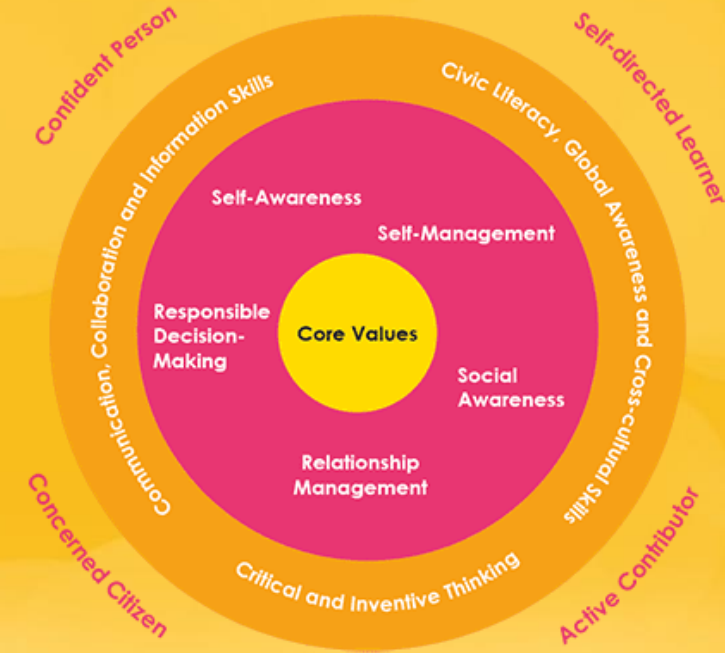 Confident Person
Self-directed Learner
Communication, Collaboration and Information Skills
Civic Literacy, Global Awareness and Cross-cultural Skills
Self-Awareness
Self-Management
Responsible
Decision-
Making
Core Values
Social
Awareness
Relationship
Management
Critical and Inventive Thinking
Concerned Citizen
Active Contributor